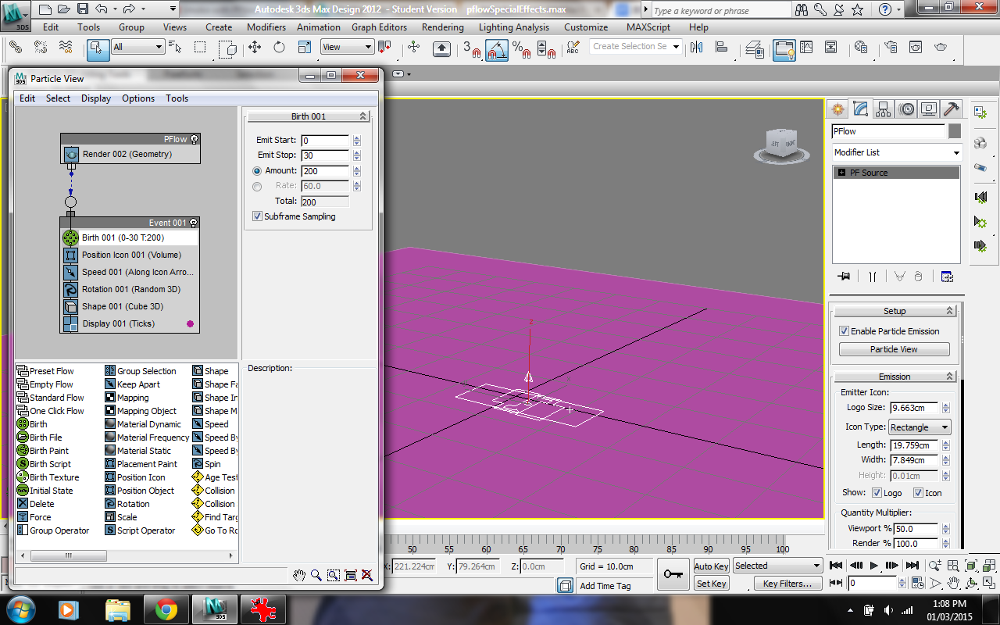 Autodesk 3ds Max Design 2012 - Student Version pflowSpecialEffects.max
Type a keyword or phrase
3DS
Edit Tools Group Views Create Modifiers Animation Graph Editors Rendering Lighting Analysis Customize MAXScript Help
All
View
3
%
ABC
Create Selection Se
Particle View
Edit Select Display Options Tools
PFlow
Render 002 (Geometry)
Event 001
Birth 001 (0-30 T:200)
Position Icon 001 (Volume)
Speed 001 (Along Icon Arro...
Rotation 001 (Random 3D)
Shape 001 (Cube 3D)
Display 001 (Ticks)
Birth 001
Emit Start: 0
Emit Stop: 30
Amount: 200
Rate: 60.0
Total: 200
Subframe Sampling
Description:
Preset Flow Group Selection Shape
Empty Flow Keep Apart Shape Fa
Standard Flow Mapping Shape In
One Click Flow Mapping Object Shape M
Birth Material Dynamic Speed
Birth File Material Frequency Speed By
Birth Paint Material Static Speed By
Birth Script Placement Paint Spin
Birth Texture Position Icon Age Test
Initial State Position Object Collision
Delete Rotation Collision
Force Scale Find Targ
Group Operator Script Operator Go To Ro
z
LEFT
PFlow
Modifier List
PF Source
Setup
Enable Particle Emission
Particle View
Emission
Emitter Icon:
Logo Size: 9.663cm
Icon Type: Rectangle
Length: 19.759cm
Width: 7.849cm
Height: 0.01cm
Show: Logo Icon
Quantity Multiplier:
Viewport % 50.0
Render % 100.0
50 55 60 65 70 75 80 85 90 95 100
X: 221.224cm Y: 79.264cm Z: 0.0cm Grid = 10.0cm
Add Time Tag
Auto Key Selected
Set Key Key Filters...
0
1:08 PM
01/03/2015